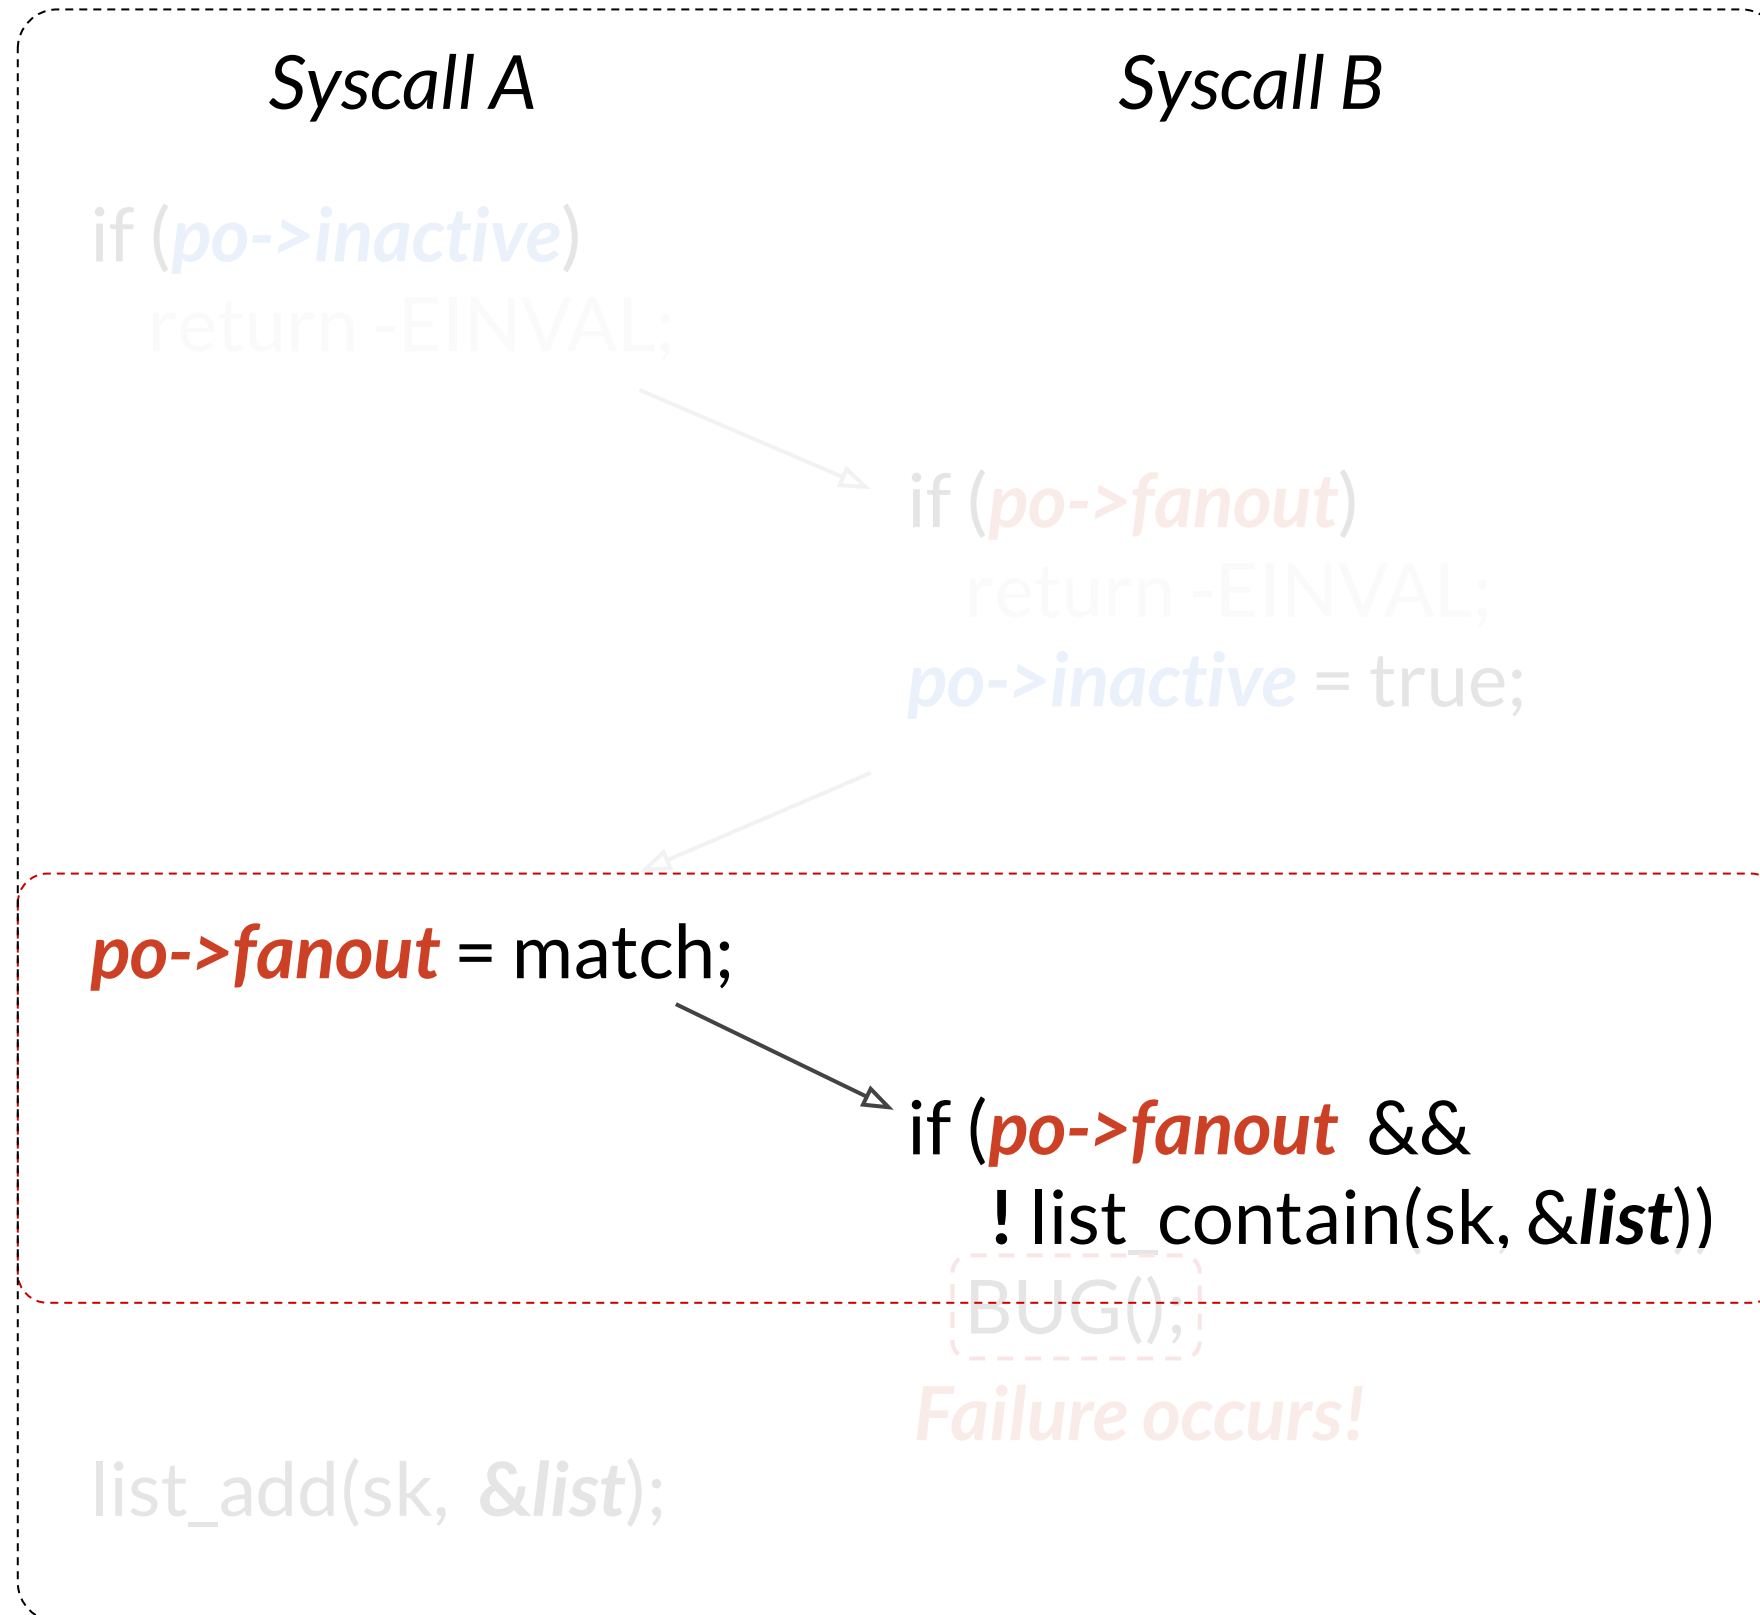 Syscall A
Syscall B
if (po->inactive)
return -EINVAL;
if (po->fanout)
return -EINVAL;
po->inactive = true;
po->fanout = match;
if (po->fanout &&
! list_contain(sk, &list))
BUG();
Failure occurs!
list_add(sk, &list);